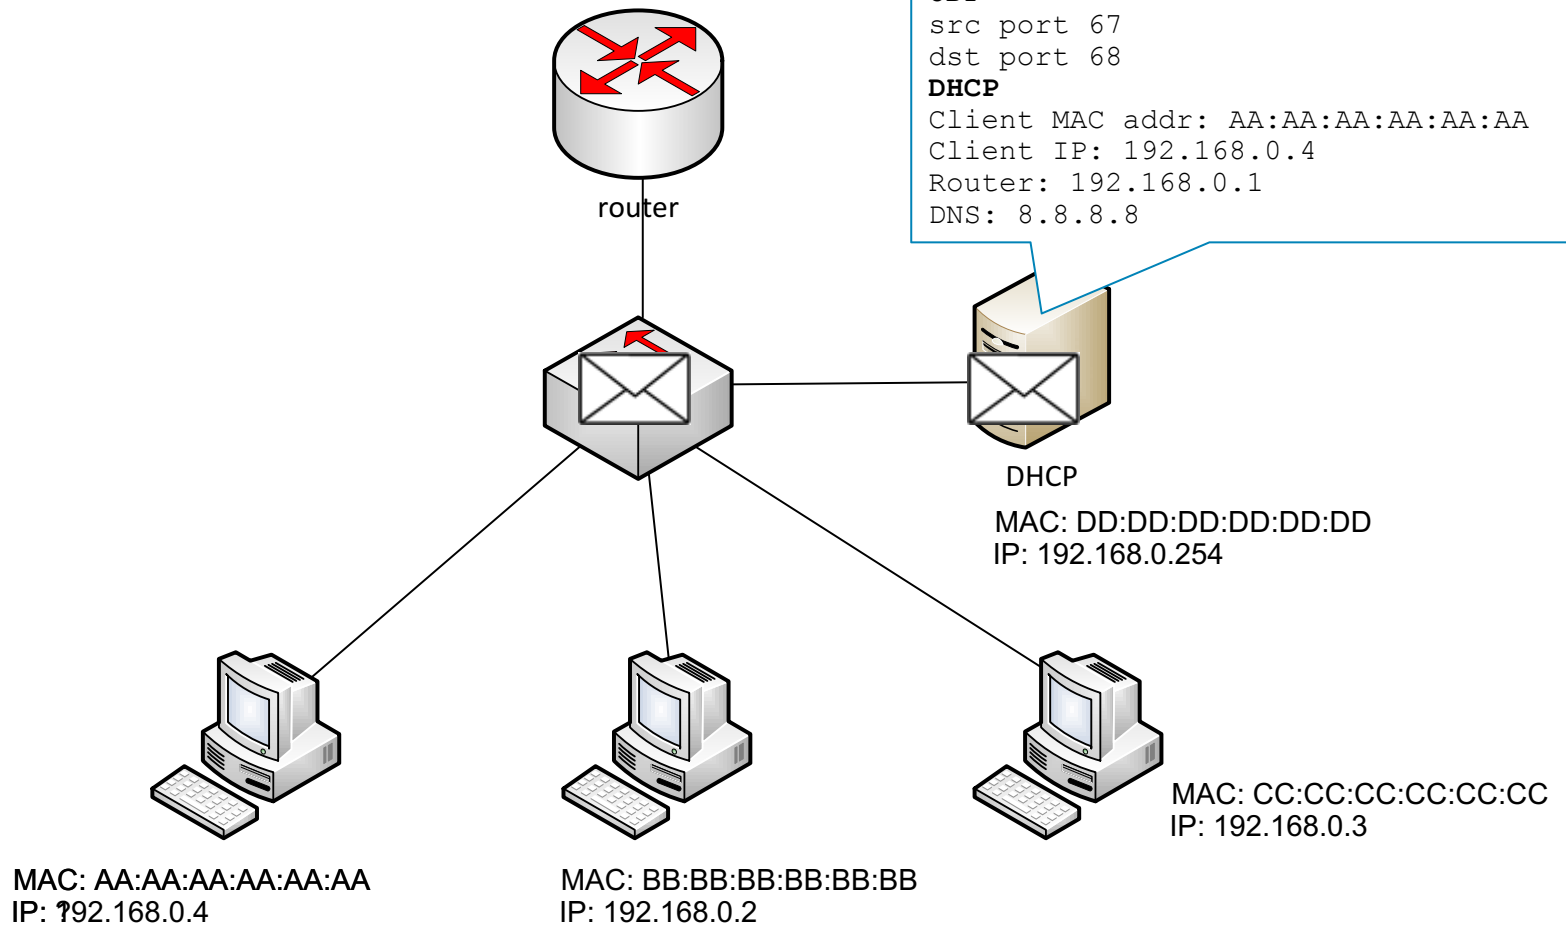 src port 67
dst port 68
DHCP
Client MAC addr: AA:AA:AA:AA:AA:AA
Client IP: 192.168.0.4
Router: 192.168.0.1
DNS: 8.8.8.8
router
DHCP
MAC: DD:DD:DD:DD:DD:DD
IP: 192.168.0.254
MAC: CC:CC:CC:CC:CC:CC
IP: 192.168.0.3
MAC: AA:AA:AA:AA:AA:AA
IP: 192.168.0.4
MAC: BB:BB:BB:BB:BB:BB
IP: 192.168.0.2